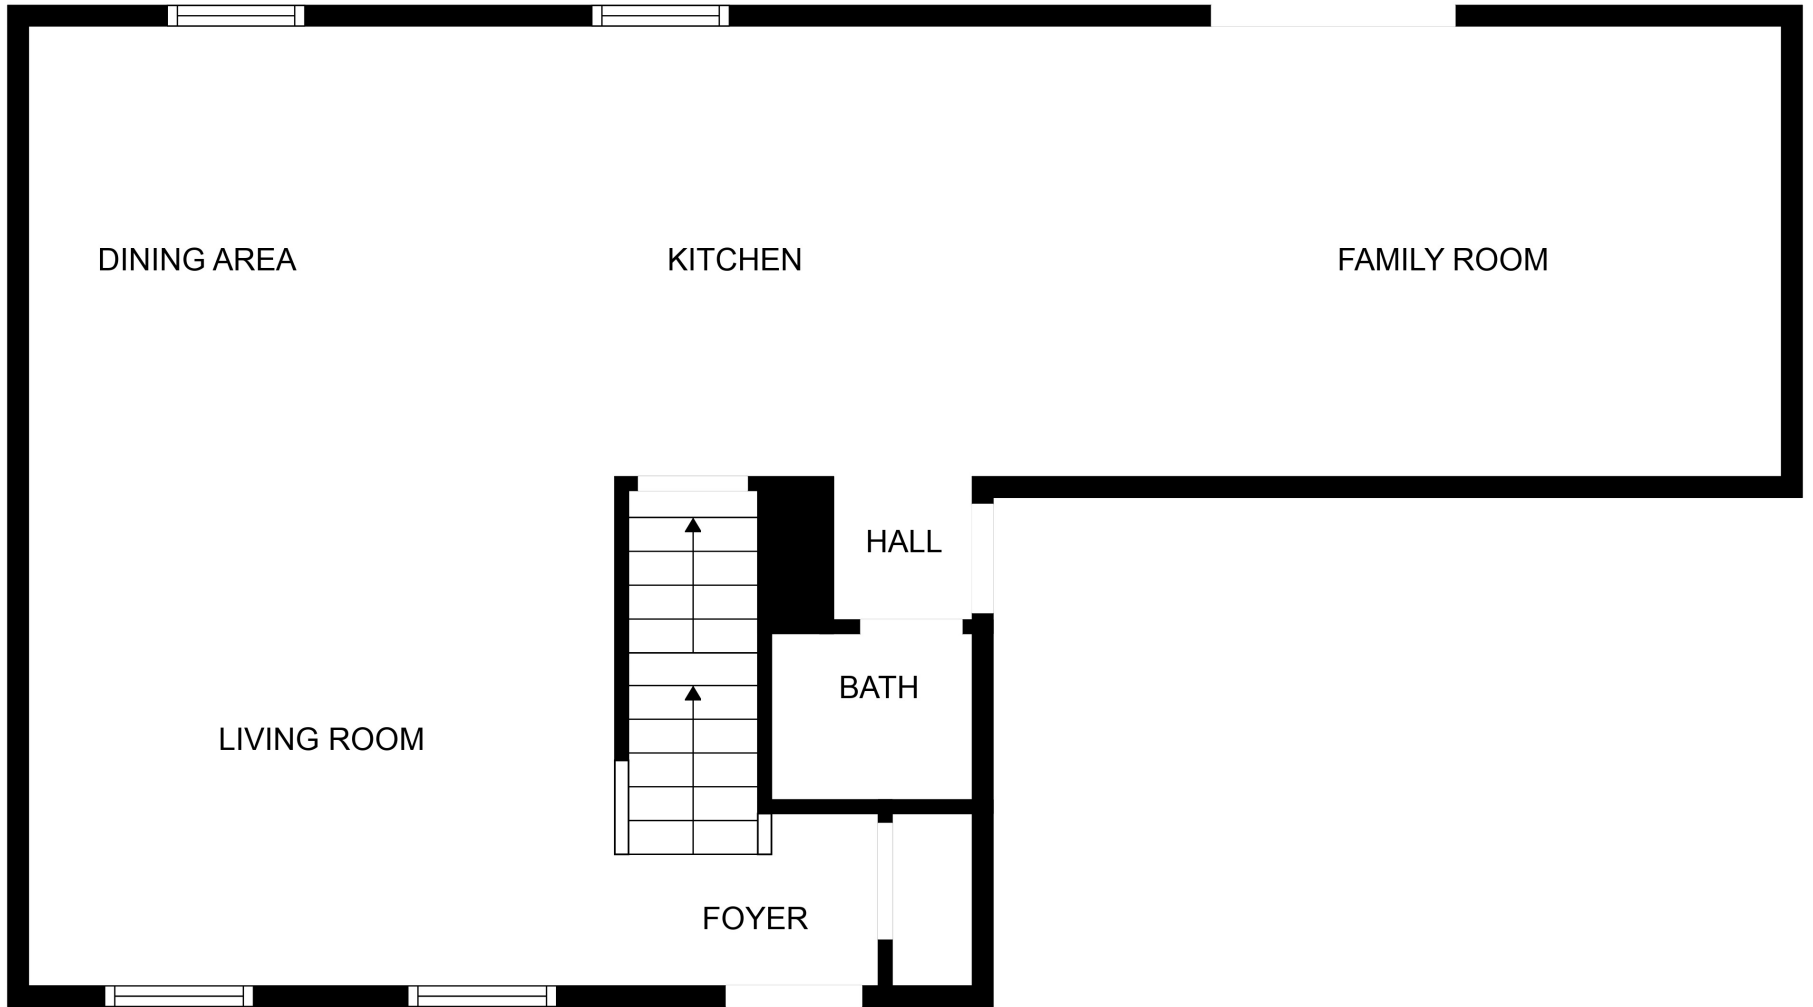 DINING AREA
KITCHEN
FAMILY ROOM
HALL
BATH
LIVING ROOM
FOYER